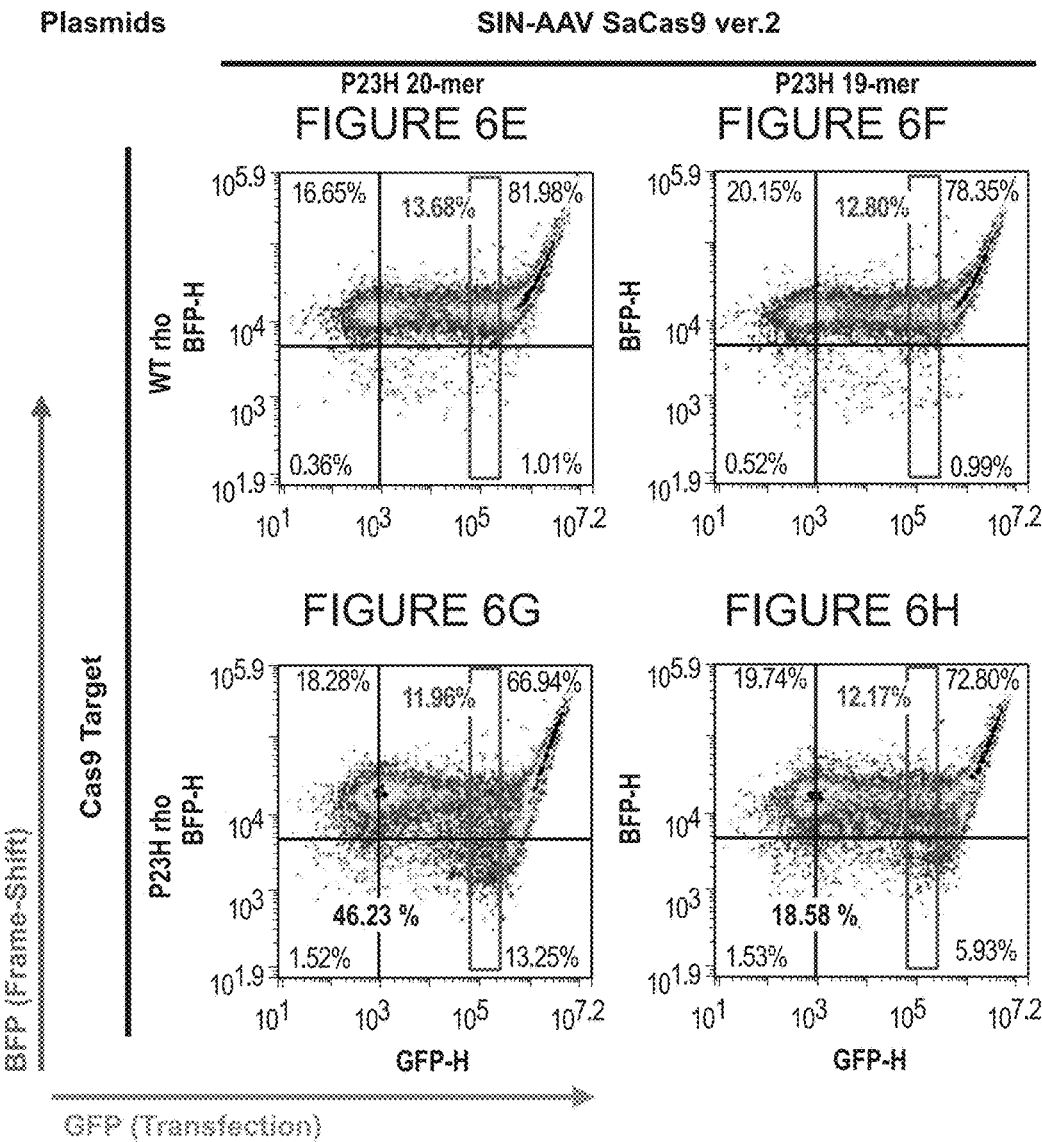 Plasmids
SIN-AAV SaCas9 ver.2
P23H 20-mer
P23H 19-mer
FIGURE 6E
FIGURE 6F
10^5.9
16.65%
13.68%
81.98%
BFP-H
WT rho
10^4
10^3
0.36%
1.01%
10^1.9
10^1
10^3
10^5
10^7.2
10^5.9
20.15%
12.80%
78.35%
BFP-H
10^4
10^3
0.52%
0.99%
10^1.9
10^1
10^3
10^5
10^7.2
Cas9 Target
FIGURE 6G
FIGURE 6H
10^5.9
18.28%
11.96%
66.94%
BFP-H
P23H rho
10^4
10^3
46.23 %
1.52%
13.25%
10^1.9
10^1
10^3
10^5
10^7.2
GFP-H
10^5.9
19.74%
12.17%
72.80%
BFP-H
10^4
10^3
18.58 %
1.53%
5.93%
10^1.9
10^1
10^3
10^5
10^7.2
GFP-H
BFP (Frame-Shift)
GFP (Transfection)